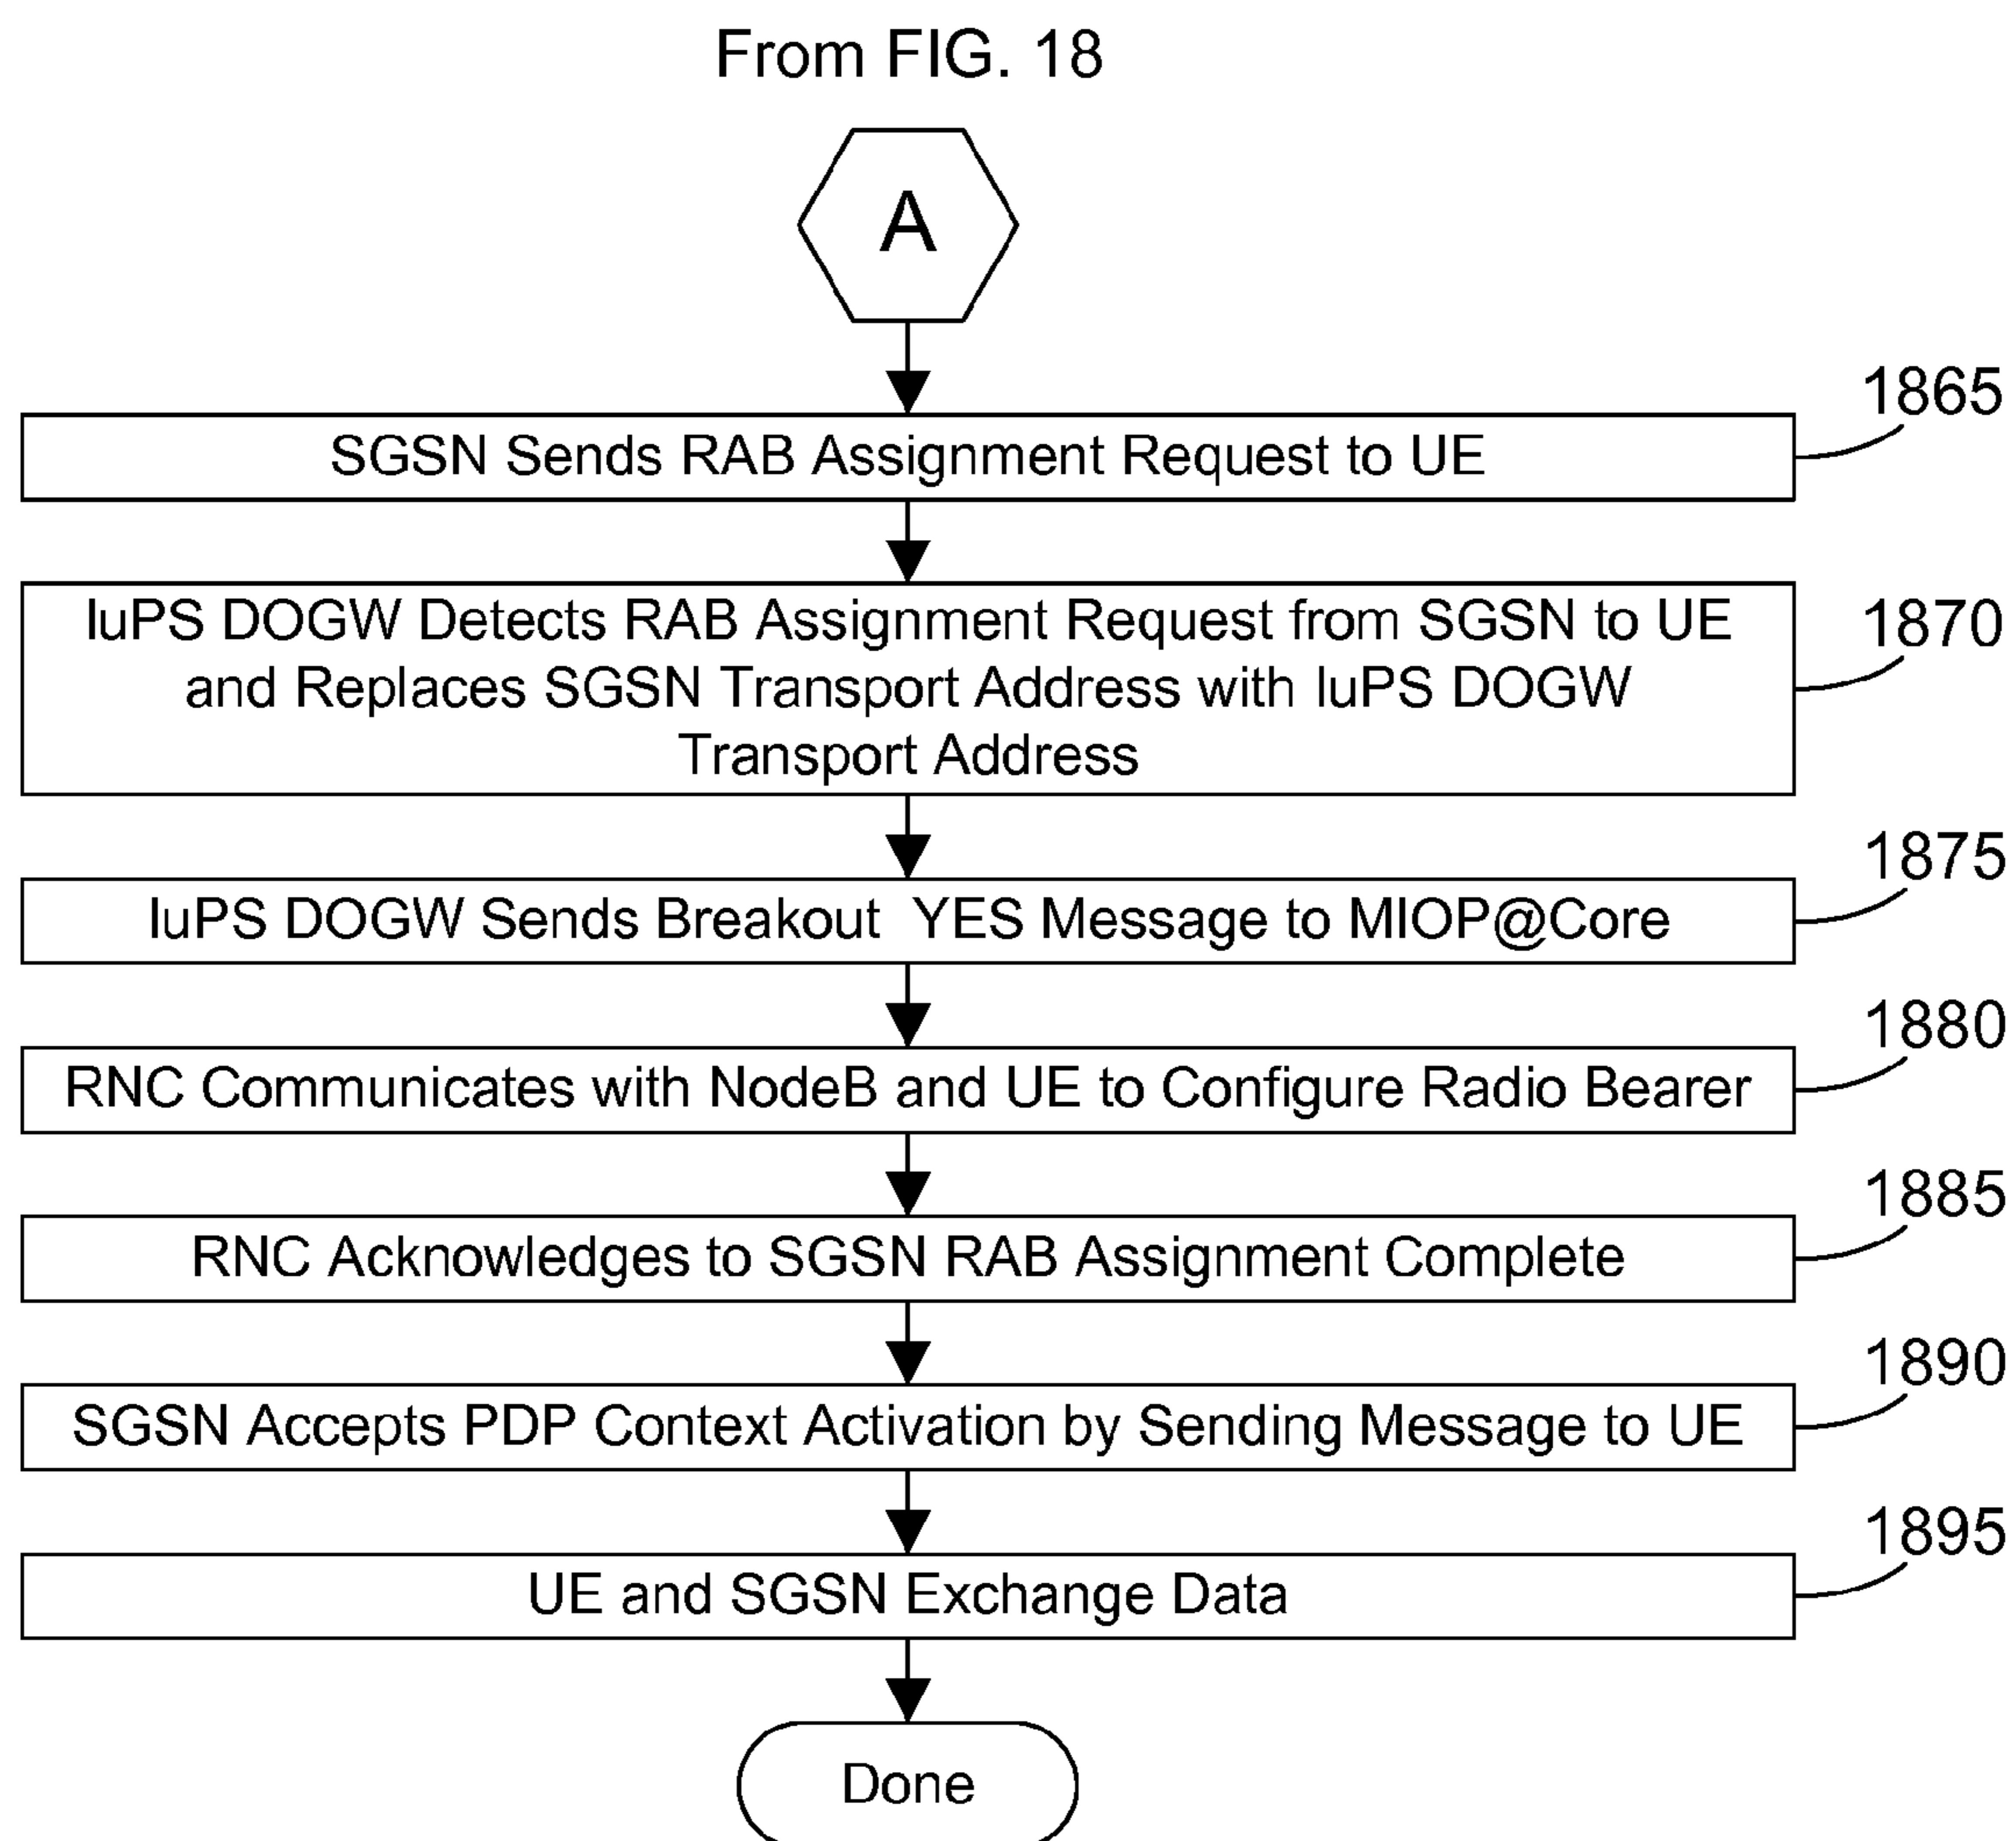 From FIG. 18
A
1865
SGSN Sends RAB Assignment Request to UE
1870
IuPS DOGW Detects RAB Assignment Request from SGSN to UE
and Replaces SGSN Transport Address with IuPS DOGW
Transport Address
1875
IuPS DOGW Sends Breakout YES Message to MIOP@Core
1880
RNC Communicates with NodeB and UE to Configure Radio Bearer
1885
RNC Acknowledges to SGSN RAB Assignment Complete
1890
SGSN Accepts PDP Context Activation by Sending Message to UE
1895
UE and SGSN Exchange Data
Done